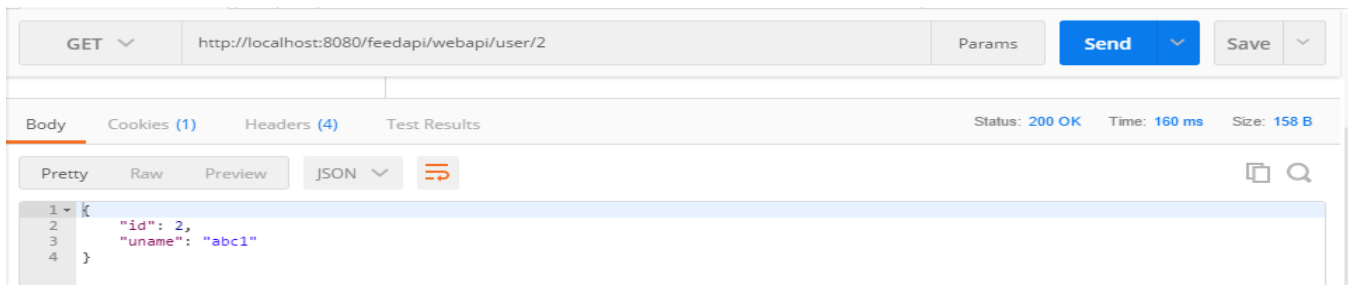 GET http://localhost:8080/feedapi/webapi/user/2 Params Send Save
Body Cookies (1) Headers (4) Test Results Status: 200 OK Time: 160 ms Size: 158 B
Pretty Raw Preview JSON
1 {
2 "id": 2,
3 "uname": "abc1"
4 }